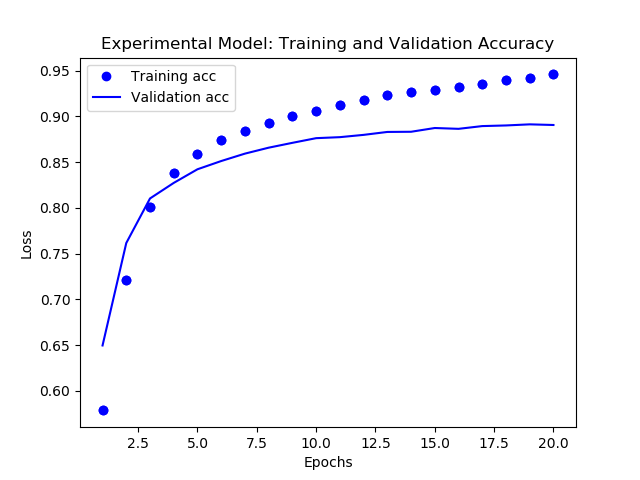 Experimental Model: Training and Validation Accuracy
Training acc
Validation acc
0.95
0.90
0.85
0.80
0.75
0.70
0.65
0.60
Loss
2.5 5.0 7.5 10.0 12.5 15.0 17.5 20.0
Epochs